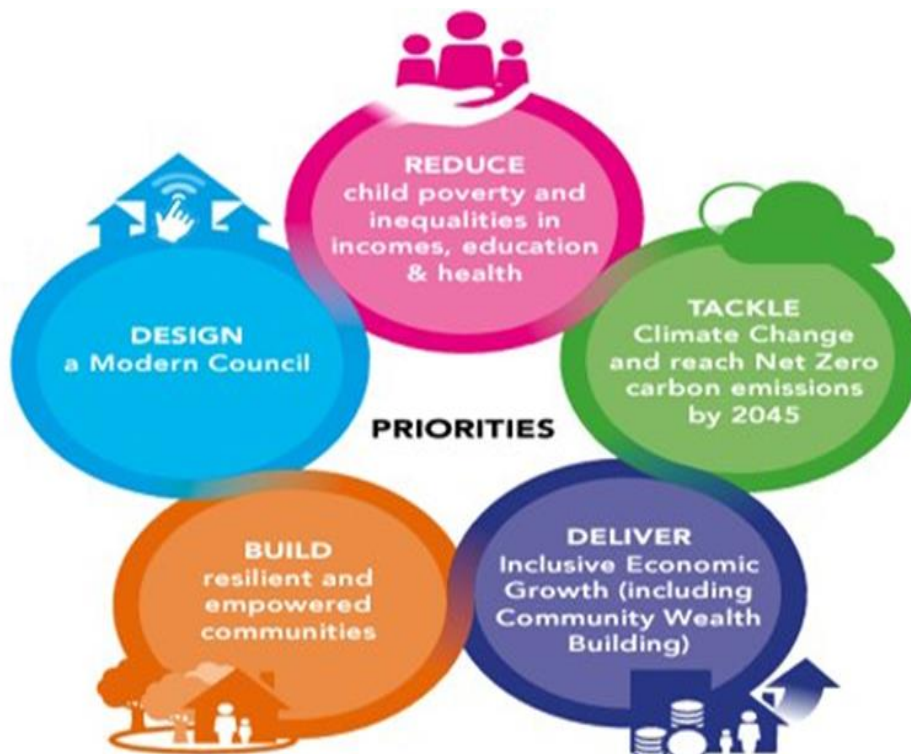 REDUCE
child poverty and
inequalities in
incomes, education
& health
TACKLE
Climate Change
and reach Net Zero
carbon emissions
by 2045
DESIGN
a Modern Council
PRIORITIES
DELIVER
Inclusive Economic
Growth (including
Community Wealth
Building)
BUILD
resilient and
empowered
communities